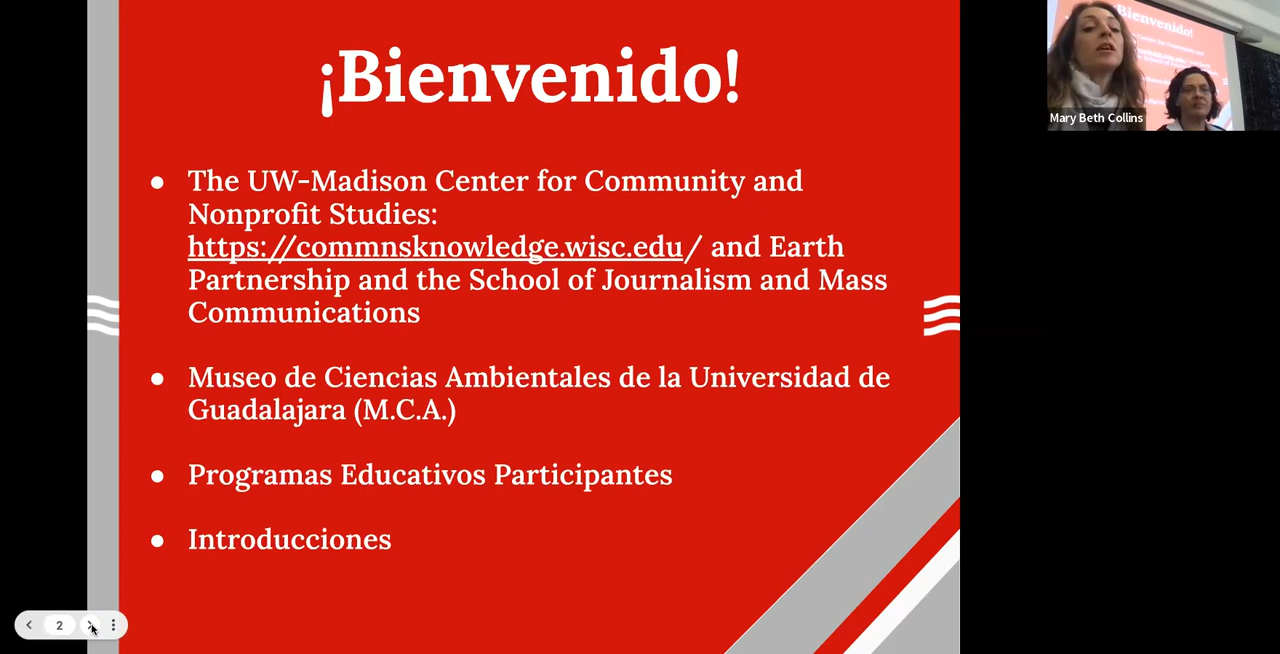 ¡Bienvenido!
● The UW-Madison Center for Community and
Nonprofit Studies:
https://commnsknowledge.wisc.edu/ and Earth
Partnership and the School of Journalism and Mass
Communications
● Museo de Ciencias Ambientales de la Universidad de
Guadalajara (M.C.A.)
● Programas Educativos Participantes
● Introducciones
2
¡Bienvenido!
Mary Beth Collins